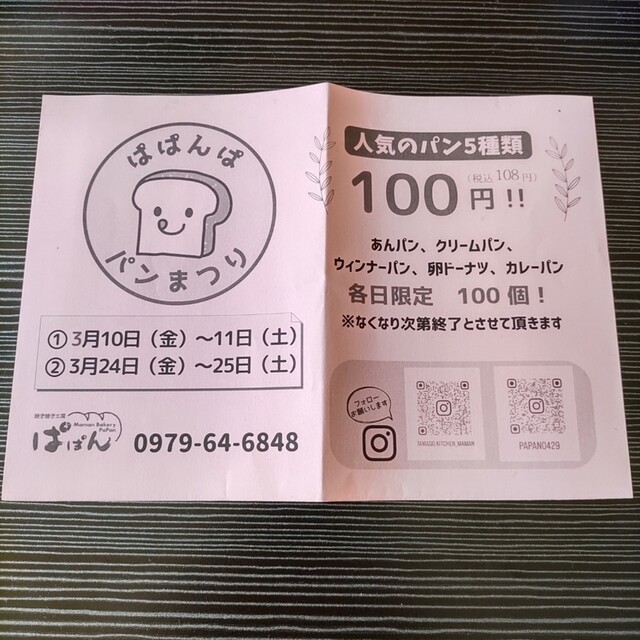 ぱぱんぱ
パンまつり
① 3月10日（金）～11日（土）
② 3月24日（金）～25日（土）
Maman Bakery
PaPan
ぱぱん
0979-64-6848
人気のパン5種類
100円!!
（税込108円）
あんパン、クリームパン、
ウィンナーパン、卵ドーナツ、カレーパン
各日限定 100個！
※なくなり次第終了とさせて頂きます
フォロー
お願いします
TAMAGO.KITCHEN_MAMAN
PAPAN0429